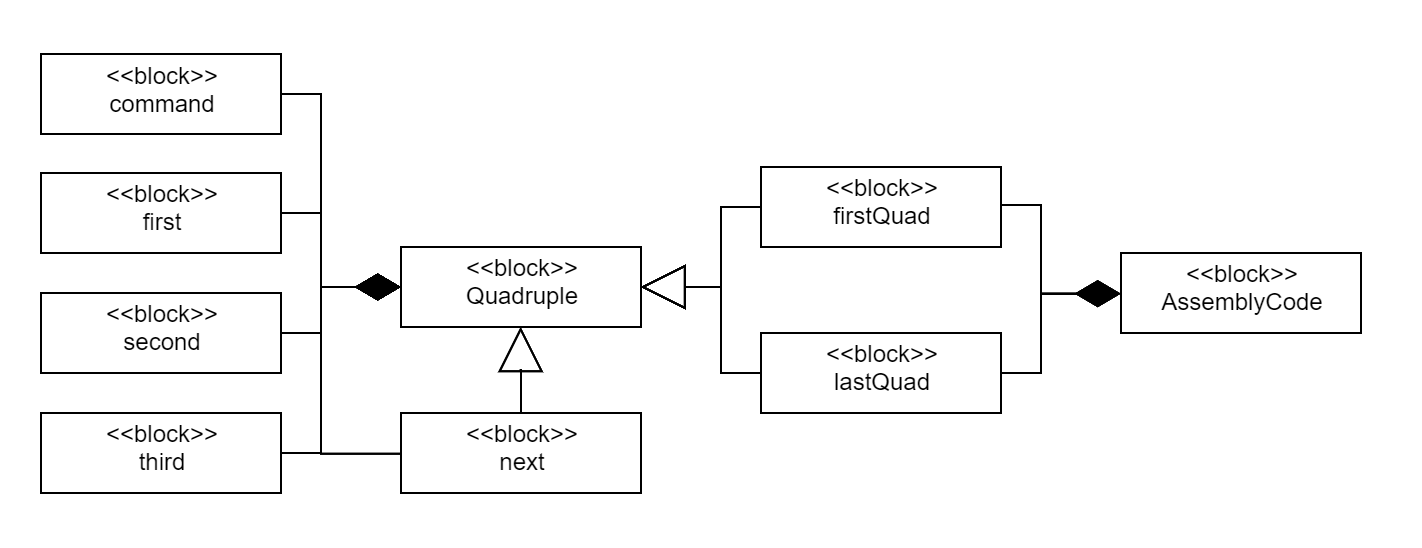 <<block>>
command
<<block>>
first
<<block>>
second
<<block>>
third
<<block>>
Quadruple
<<block>>
next
<<block>>
firstQuad
<<block>>
lastQuad
<<block>>
AssemblyCode